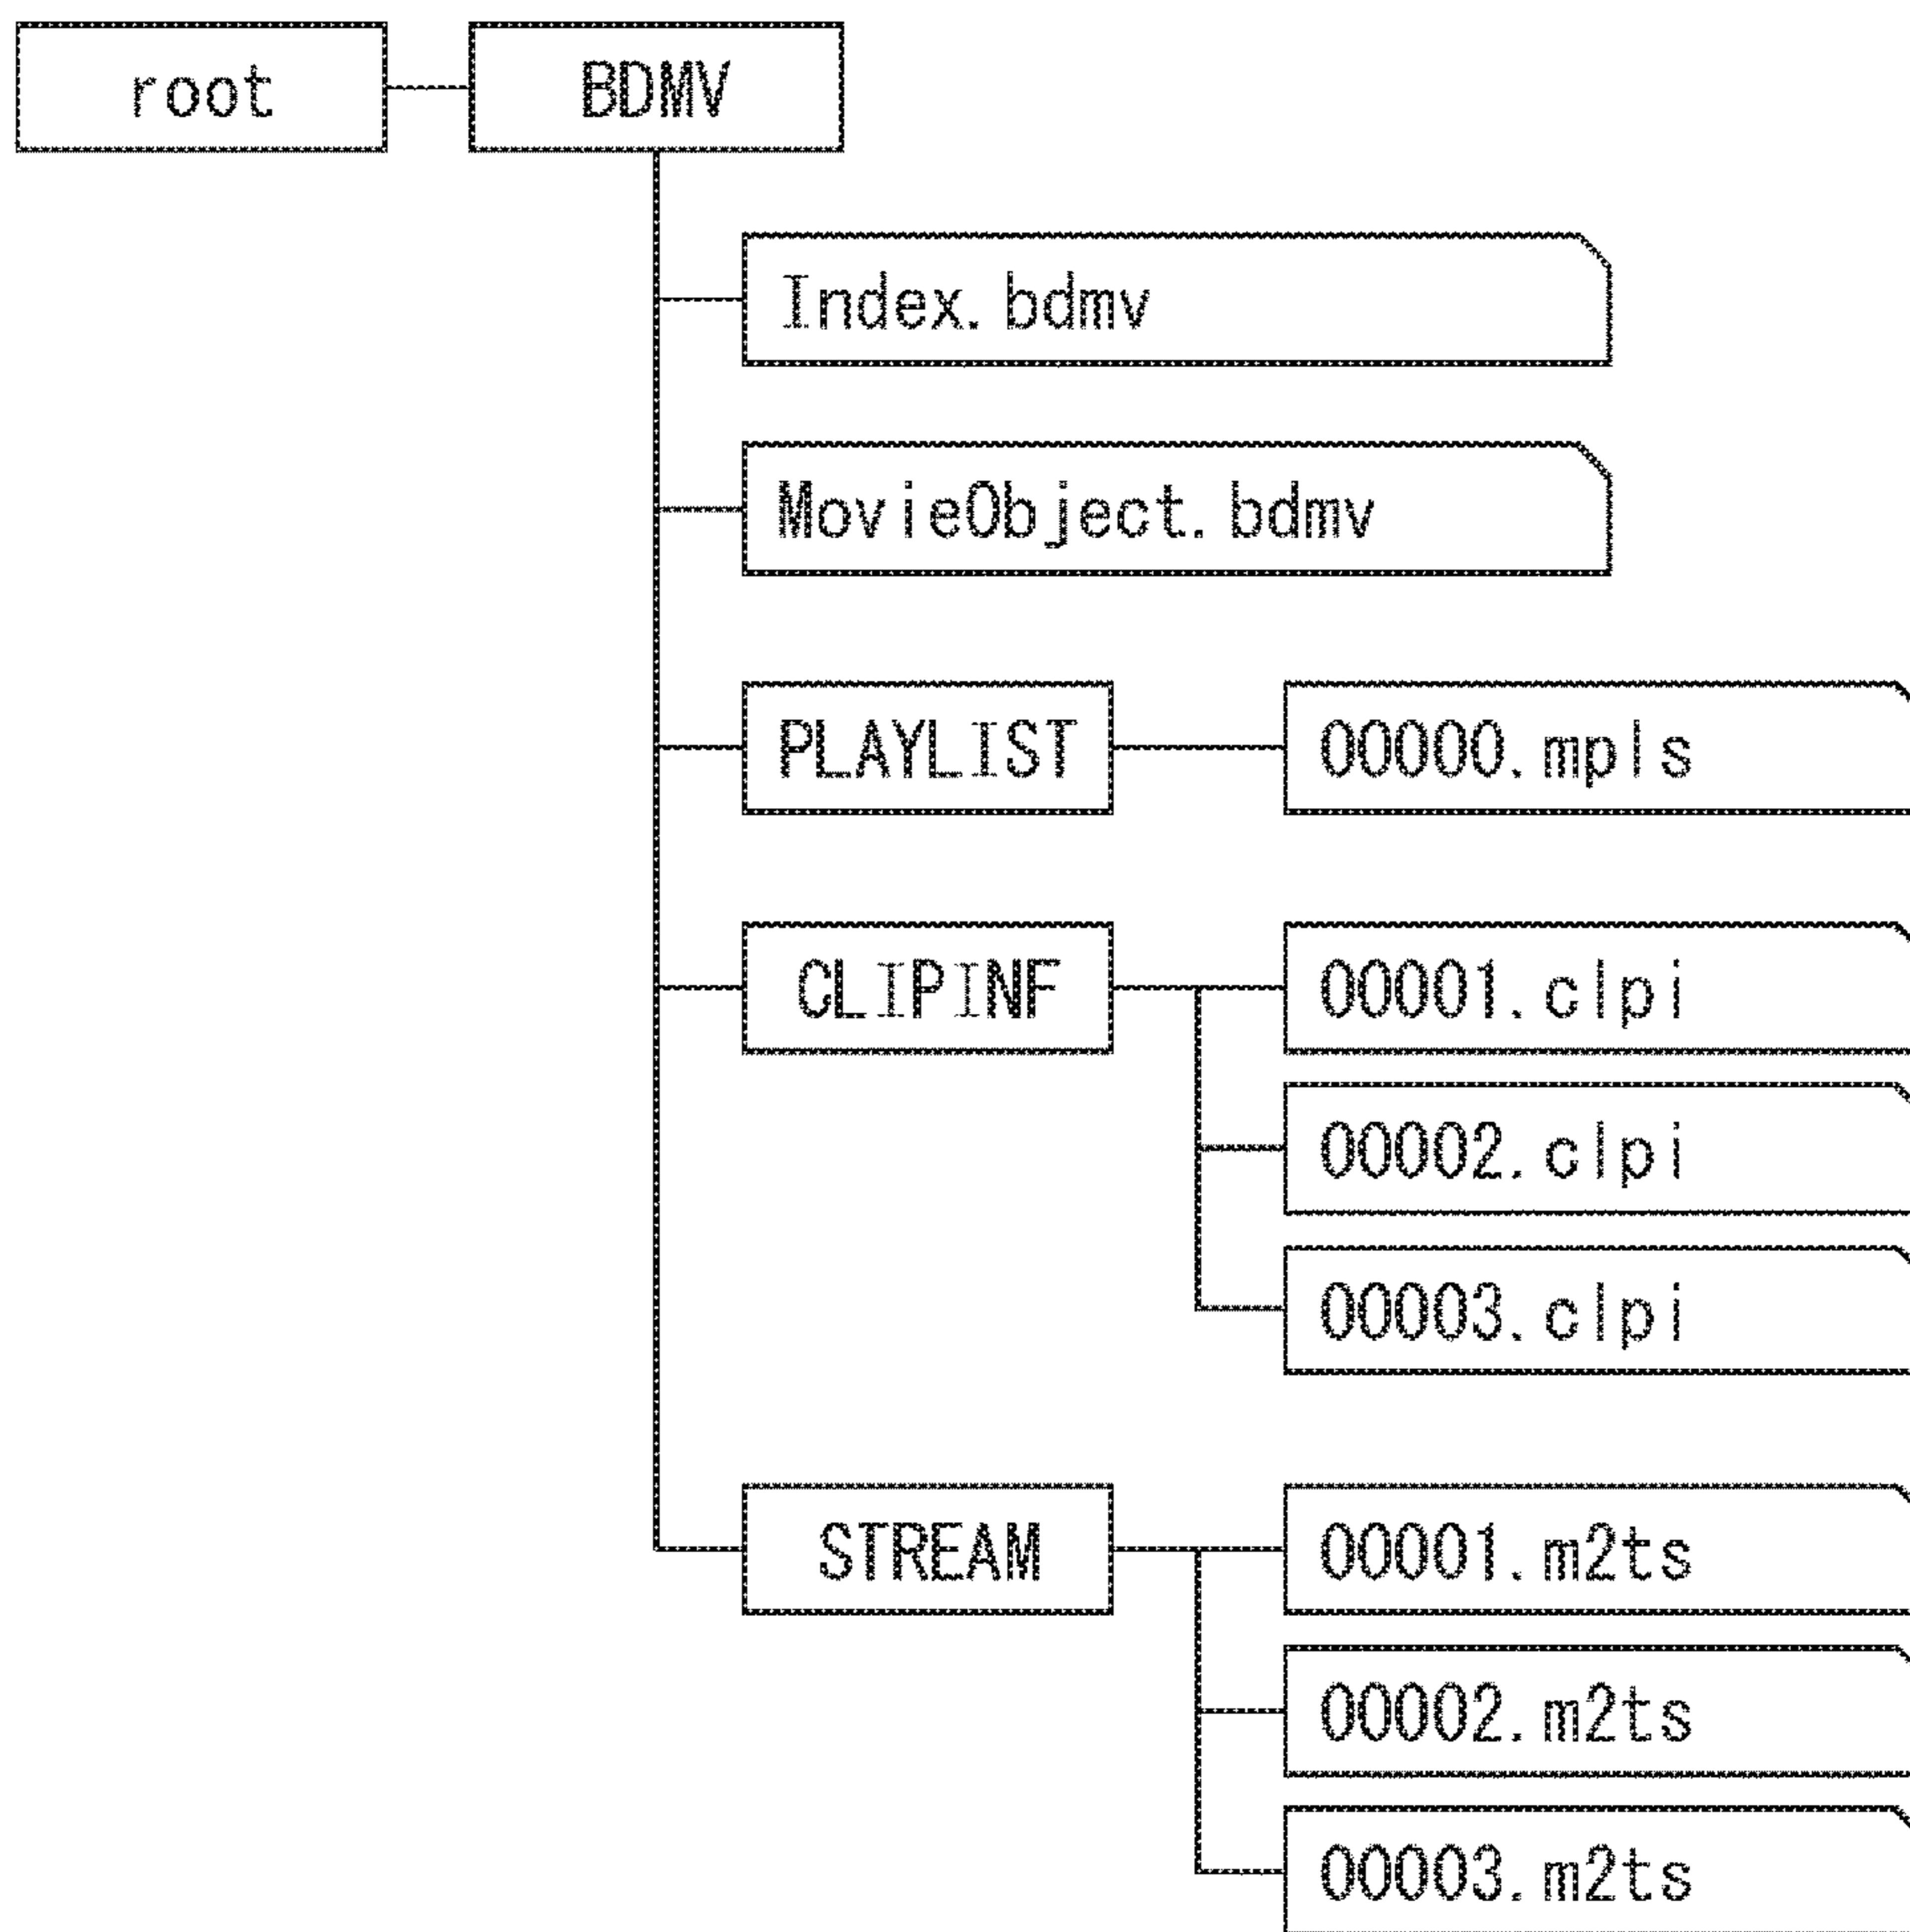 root BDMV
Index.bdmv
MovieObject.bdmv
PLAYLIST 00000.mpls
CLIPINF 00001.clpi
00002.clpi
00003.clpi
STREAM 00001.m2ts
00002.m2ts
00003.m2ts